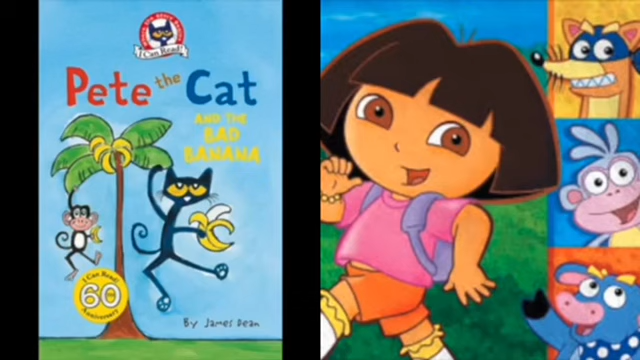 I Can Read!
Pete the Cat
AND THE
BAD
BANANA
I Can Read!
60
Anniversary
By James Dean